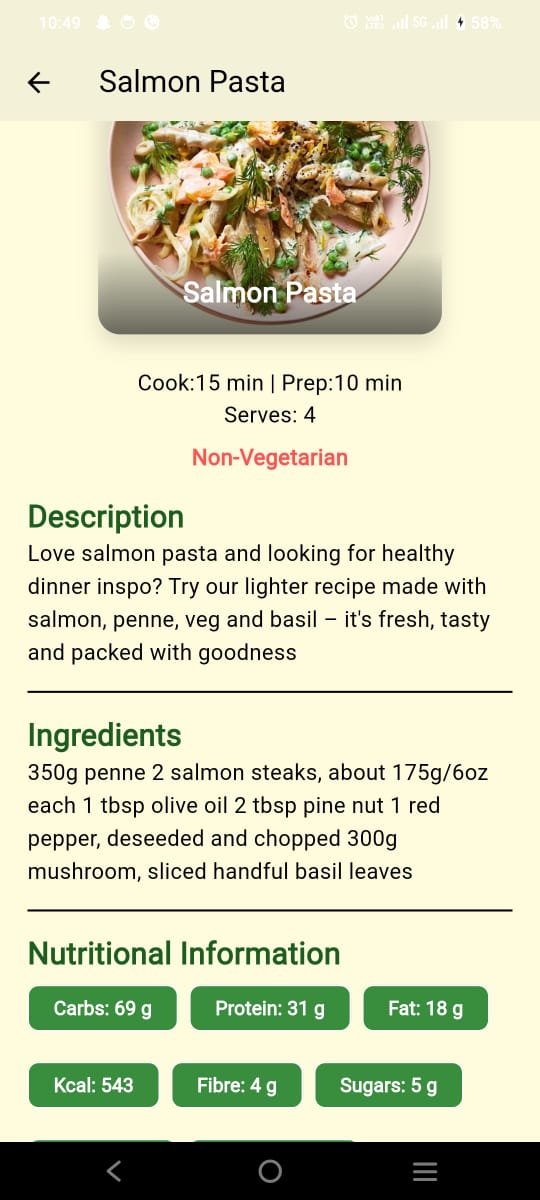 10:49
5G 58%
Salmon Pasta
Salmon Pasta
Cook:15 min | Prep:10 min
Serves: 4
Non-Vegetarian
Description
Love salmon pasta and looking for healthy
dinner inspo? Try our lighter recipe made with
salmon, penne, veg and basil – it's fresh, tasty
and packed with goodness
Ingredients
350g penne 2 salmon steaks, about 175g/6oz
each 1 tbsp olive oil 2 tbsp pine nut 1 red
pepper, deseeded and chopped 300g
mushroom, sliced handful basil leaves
Nutritional Information
Carbs: 69 g Protein: 31 g Fat: 18 g
Kcal: 543 Fibre: 4 g Sugars: 5 g